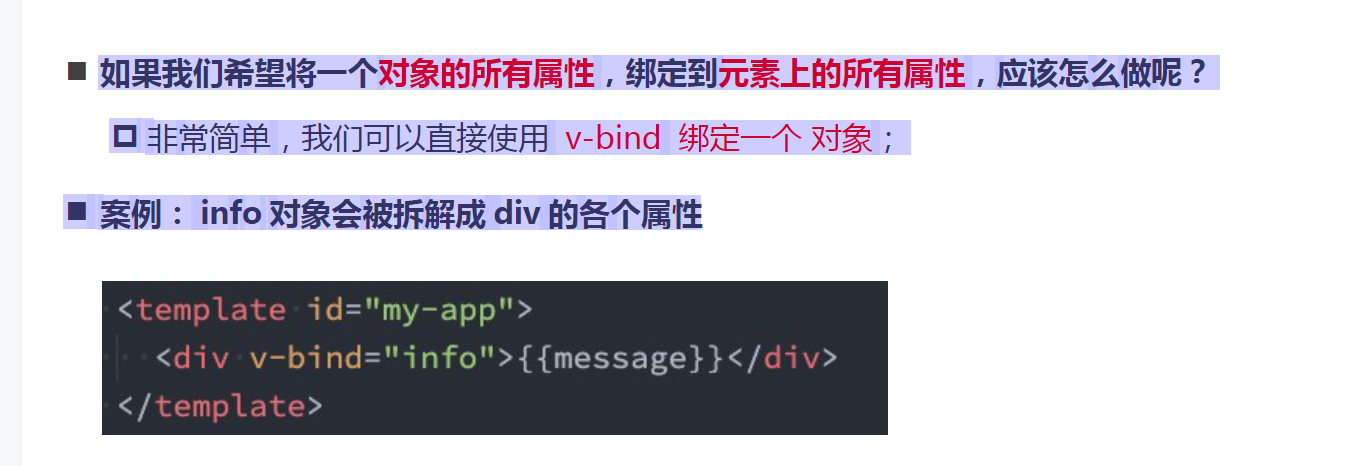 如果我们希望将一个对象的所有属性，绑定到元素上的所有属性，应该怎么做呢？
非常简单，我们可以直接使用 v-bind 绑定一个 对象；
案例： info 对象会被拆解成 div 的各个属性
<template id="my-app">
<div v-bind="info">{{message}}</div>
</template>